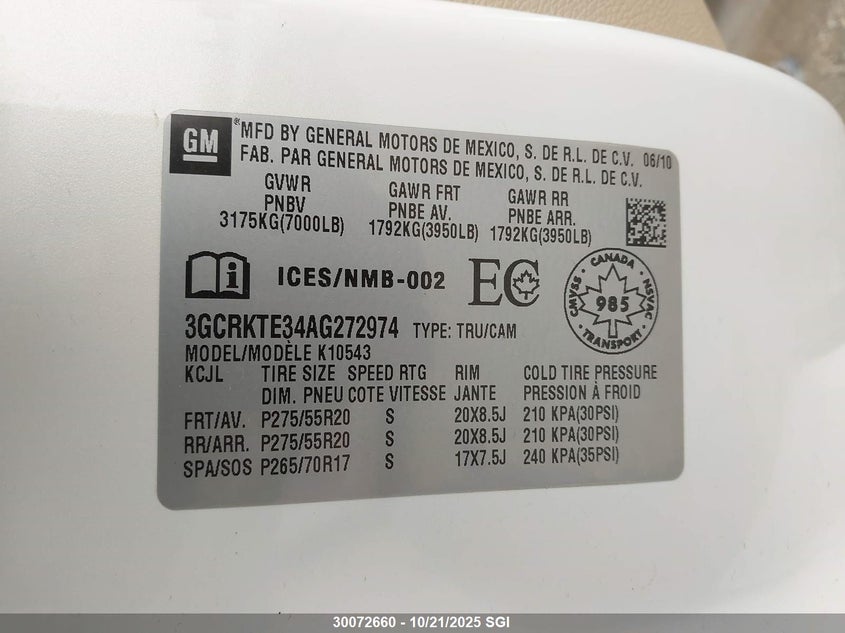 GM
*MFD BY GENERAL MOTORS DE MEXICO, S. DE R.L. DE C.V. 06/10
FAB. PAR GENERAL MOTORS DE MEXICO, S. DE R.L. DE C.V.
GVWR GAWR FRT GAWR RR
PNBV PNBE AV. PNBE ARR.
3175KG(7000LB) 1792KG(3950LB) 1792KG(3950LB)
i ICES/NMB-002 EC
CANADA
CMVSS 985 NSVAC
TRANSPORT
3GCRKTE34AG272974 TYPE: TRU/CAM
MODEL/MODÈLE K10543
KCJL TIRE SIZE SPEED RTG RIM COLD TIRE PRESSURE
DIM. PNEU COTE VITESSE JANTE PRESSION À FROID
FRT/AV. P275/55R20 S 20X8.5J 210 KPA(30PSI)
RR/ARR. P275/55R20 S 20X8.5J 210 KPA(30PSI)
SPA/SOS P265/70R17 S 17X7.5J 240 KPA(35PSI)
30072660 - 10/21/2025 SGI